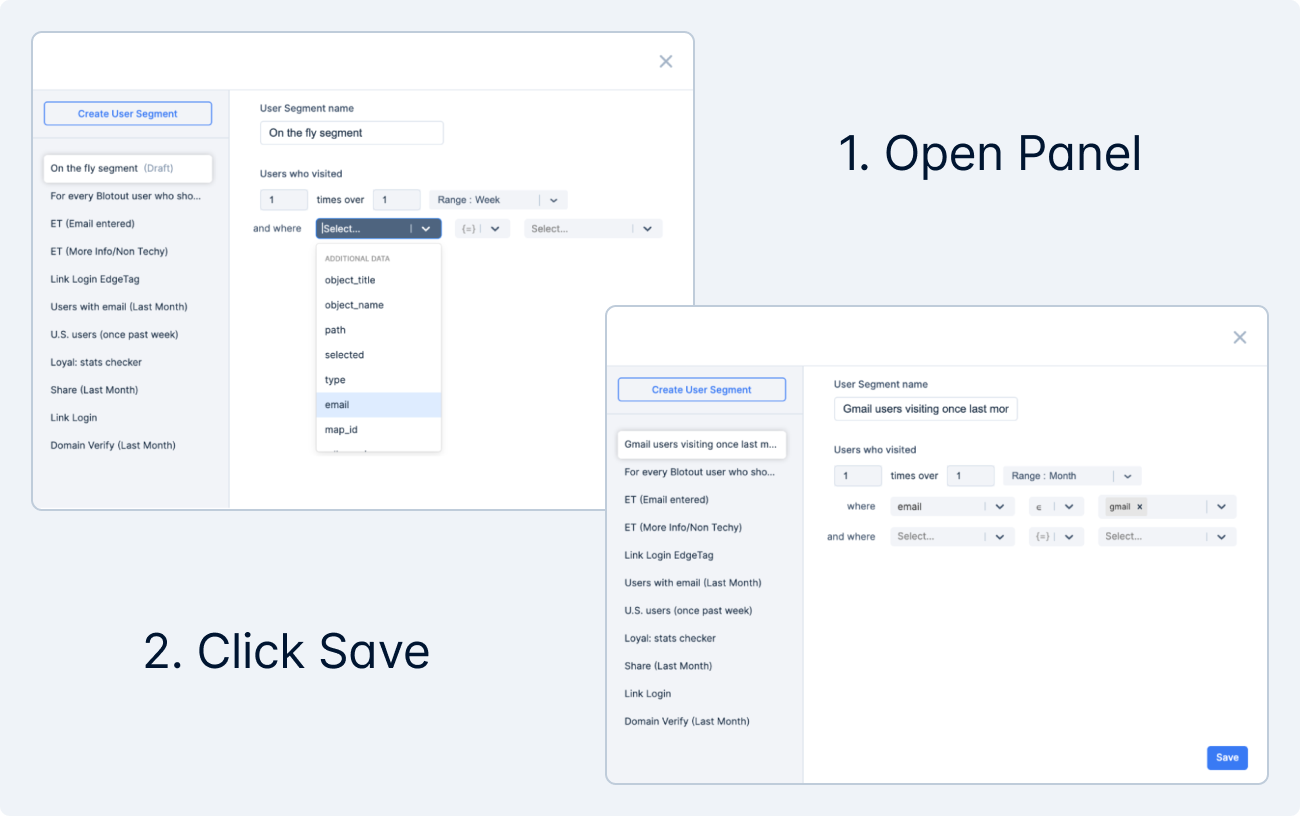 Create User Segment
On the fly segment (Draft)
For every Blotout user who sho...
ET (Email entered)
ET (More Info/Non Techy)
Link Login EdgeTag
Users with email (Last Month)
U.S. users (once past week)
Loyal: stats checker
Share (Last Month)
Link Login
Domain Verify (Last Month)
User Segment name
On the fly segment
Users who visited
1 times over 1 Range : Week
and where Select... {=} Select...
ADDITIONAL DATA
object_title
object_name
path
selected
type
email
map_id
1. Open Panel
2. Click Save
Create User Segment
Gmail users visiting once last m...
For every Blotout user who sho...
ET (Email entered)
ET (More Info/Non Techy)
Link Login EdgeTag
Users with email (Last Month)
U.S. users (once past week)
Loyal: stats checker
Share (Last Month)
Link Login
Domain Verify (Last Month)
User Segment name
Gmail users visiting once last mor
Users who visited
1 times over 1 Range : Month
where email ∈ gmail ×
and where Select... {=} Select...
Save